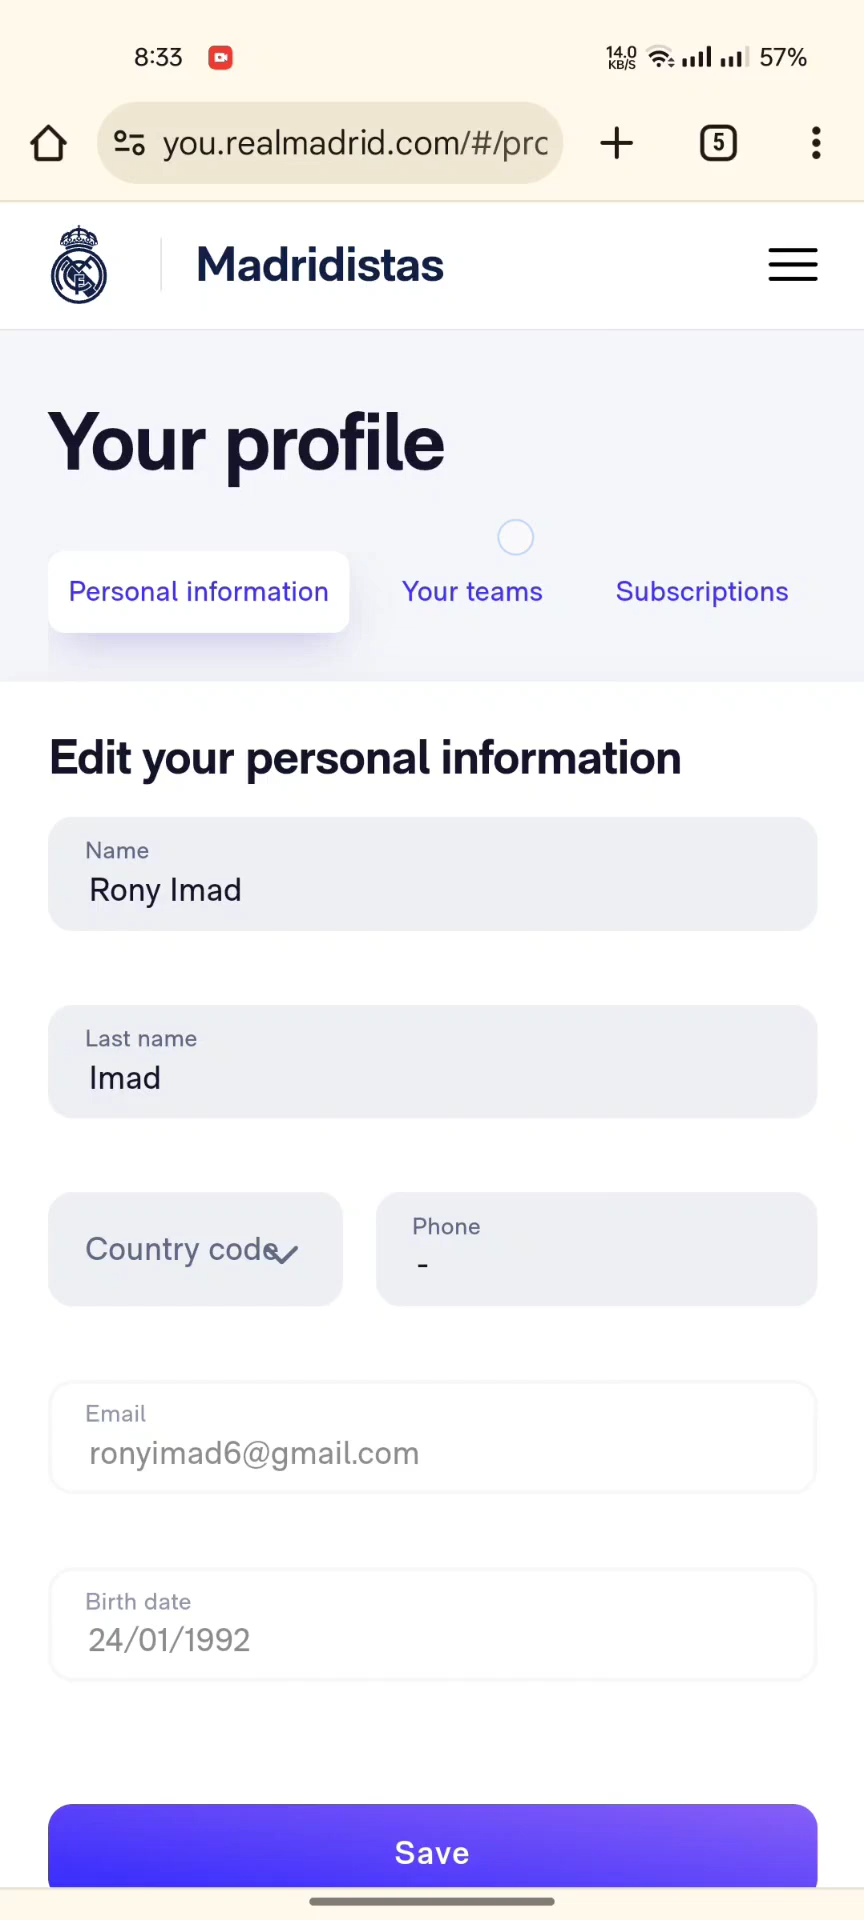 8:33
14.0 KB/S
57%
you.realmadrid.com/#/pro
5
Madridistas
Your profile
Personal information
Your teams
Subscriptions
Edit your personal information
Name
Rony Imad
Last name
Imad
Country code
Phone
-
Email
ronyimad6@gmail.com
Birth date
24/01/1992
Save